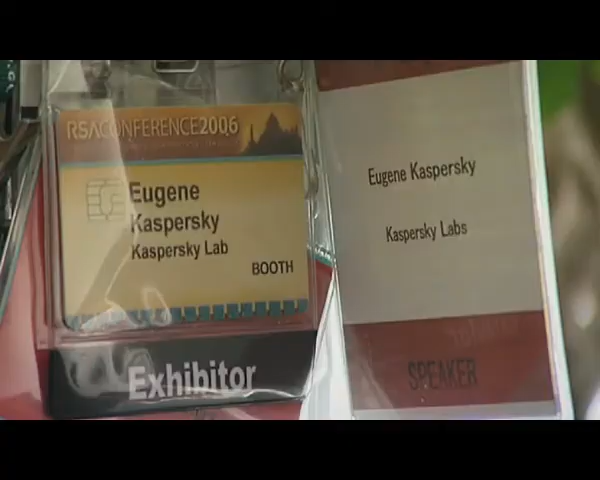 RSACONFERENCE2006
Eugene
Kaspersky
Kaspersky Lab
BOOTH
Exhibitor
Eugene Kaspersky
Kaspersky Labs
SPEAKER